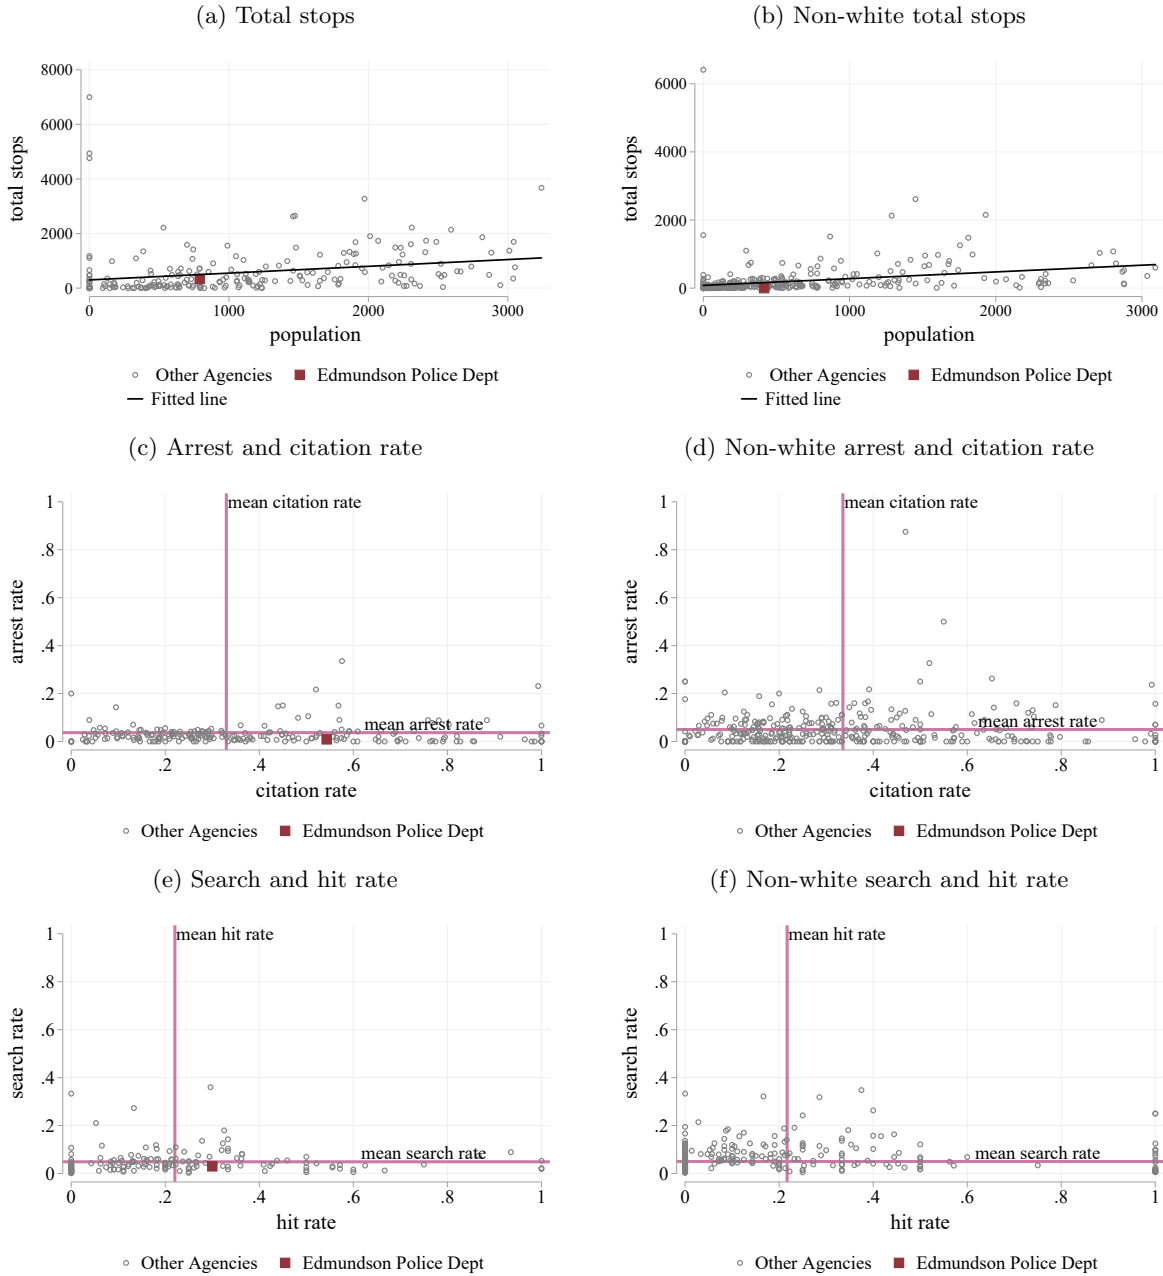 (a) Total stops
8000
6000
4000
2000
0
total stops
0 1000 2000 3000
population
Other Agencies Edmundson Police Dept
Fitted line
(b) Non-white total stops
6000
4000
2000
0
total stops
0 1000 2000 3000
population
Other Agencies Edmundson Police Dept
Fitted line
(c) Arrest and citation rate
1
.8
.6
.4
.2
0
arrest rate
mean citation rate
mean arrest rate
0 .2 .4 .6 .8 1
citation rate
Other Agencies Edmundson Police Dept
(d) Non-white arrest and citation rate
1
.8
.6
.4
.2
0
arrest rate
mean citation rate
mean arrest rate
0 .2 .4 .6 .8 1
citation rate
Other Agencies Edmundson Police Dept
(e) Search and hit rate
1
.8
.6
.4
.2
0
search rate
mean hit rate
mean search rate
0 .2 .4 .6 .8 1
hit rate
Other Agencies Edmundson Police Dept
(f) Non-white search and hit rate
1
.8
.6
.4
.2
0
search rate
mean hit rate
mean search rate
0 .2 .4 .6 .8 1
hit rate
Other Agencies Edmundson Police Dept